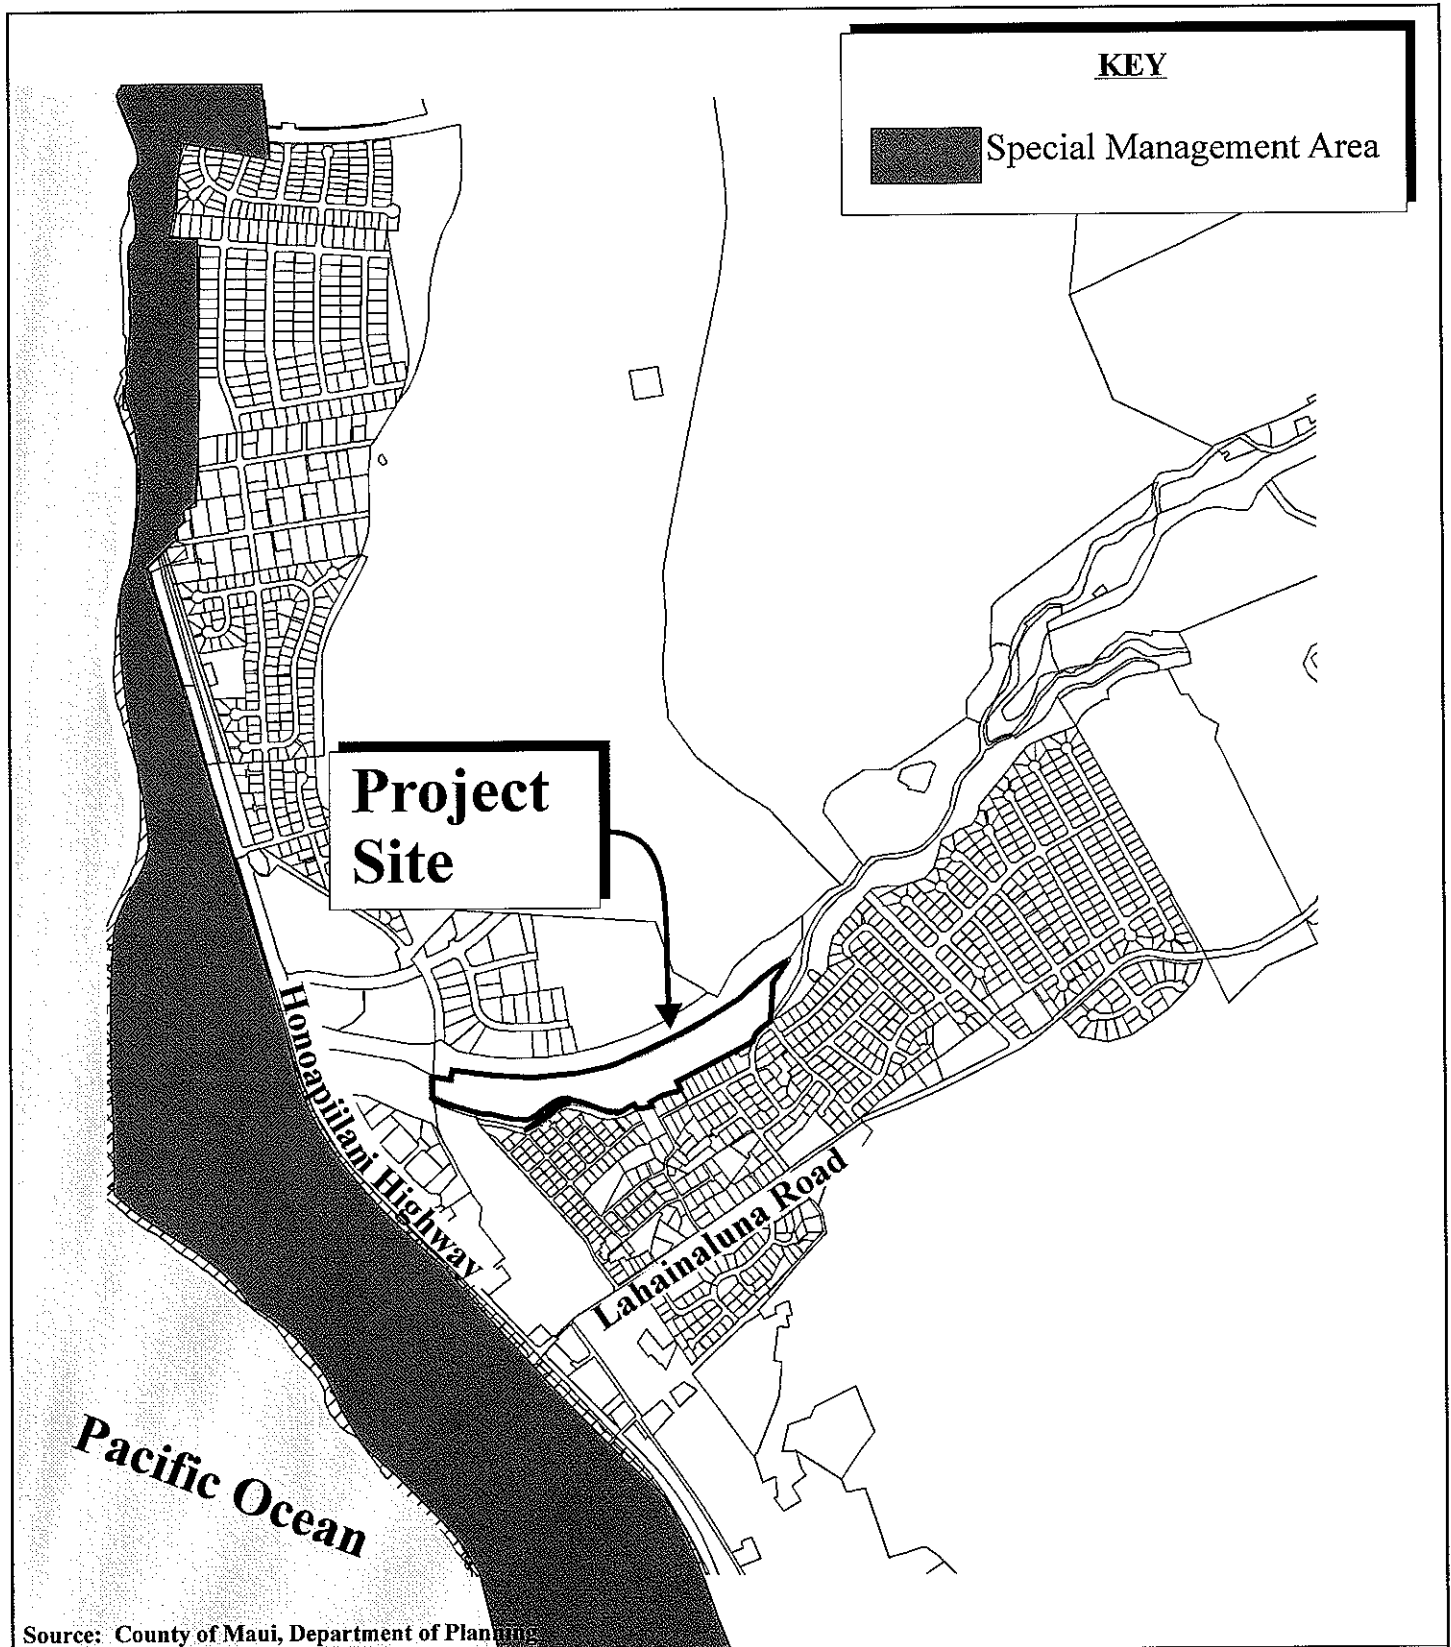 KEY
Special Management Area
Project
Site
Honoapiilani Highway
Lahainaluna Road
Pacific Ocean
Source: County of Maui, Department of Planning